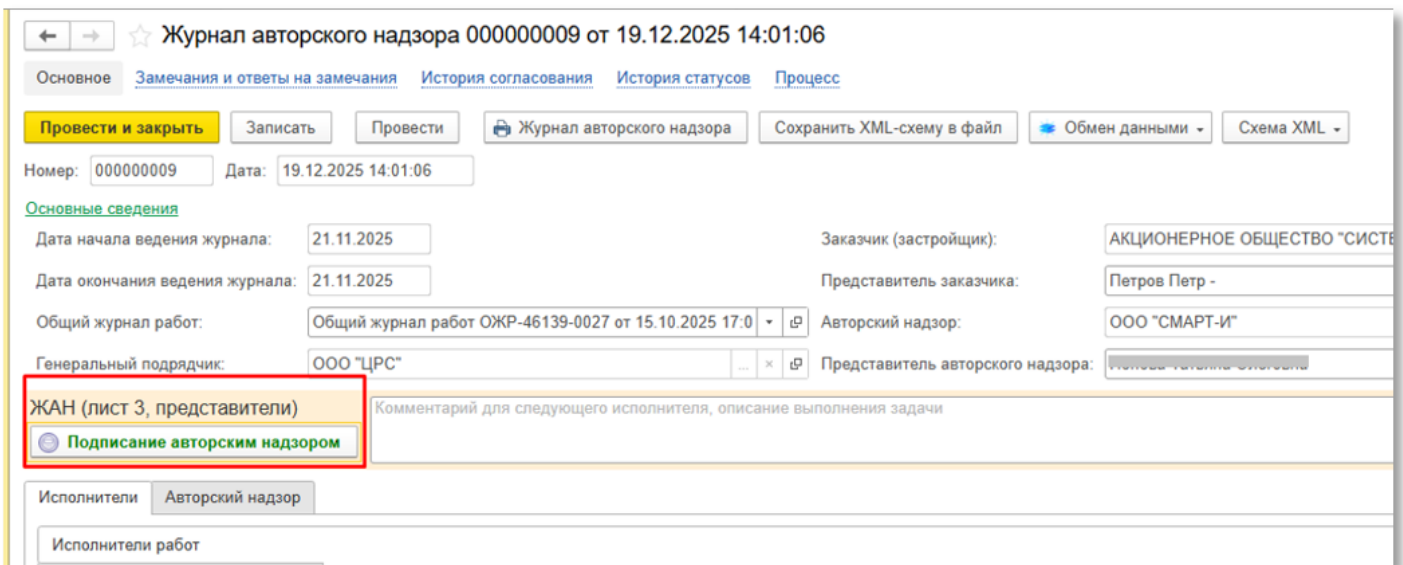 Журнал авторского надзора 000000009 от 19.12.2025 14:01:06
Основное Замечания и ответы на замечания История согласования История статусов Процесс
Провести и закрыть Записать Провести Журнал авторского надзора Сохранить XML-схему в файл Обмен данными Схема XML
Номер: 000000009 Дата: 19.12.2025 14:01:06
Основные сведения
Дата начала ведения журнала: 21.11.2025 Заказчик (застройщик): АКЦИОНЕРНОЕ ОБЩЕСТВО "СИСТЕ
Дата окончания ведения журнала: 21.11.2025 Представитель заказчика: Петров Петр -
Общий журнал работ: Общий журнал работ ОЖР-46139-0027 от 15.10.2025 17:0 Авторский надзор: ООО "СМАРТ-И"
Генеральный подрядчик: ООО "ЦРС" ... × Представитель авторского надзора:
ЖАН (лист 3, представители) Комментарий для следующего исполнителя, описание выполнения задачи
Подписание авторским надзором
Исполнители Авторский надзор
Исполнители работ